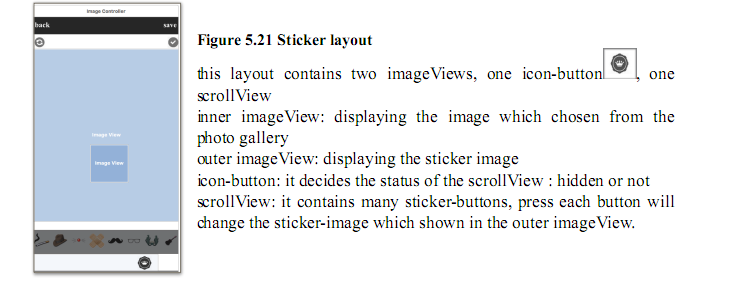 Image Controller
back save
Image View
Image View
Figure 5.21 Sticker layout
this layout contains two imageViews, one icon-button , one
scrollView
inner imageView: displaying the image which chosen from the
photo gallery
outer imageView: displaying the sticker image
icon-button: it decides the status of the scrollView : hidden or not
scrollView: it contains many sticker-buttons, press each button will
change the sticker-image which shown in the outer imageView.